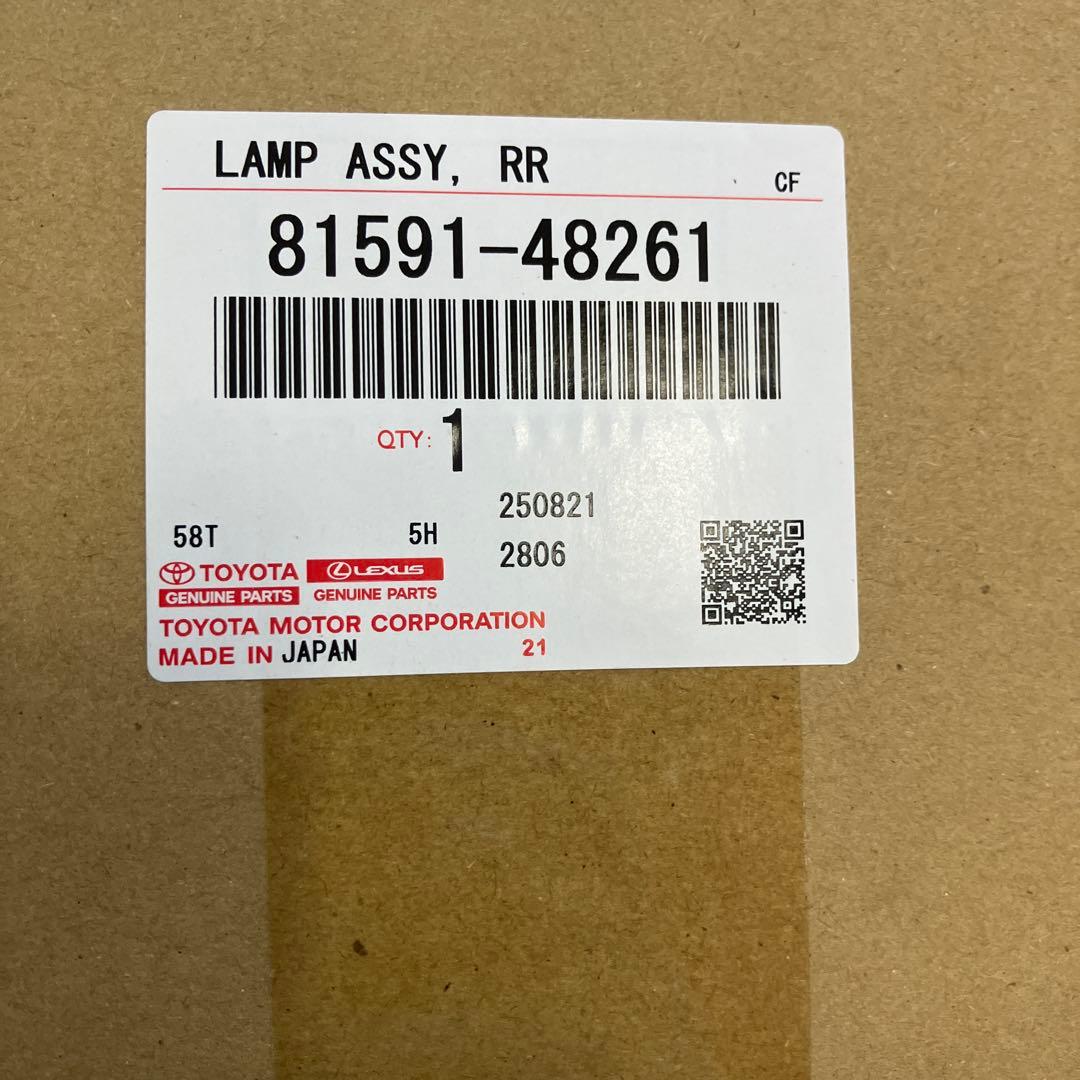 LAMP ASSY, RR
CF
81591-48261
QTY: 1
250821
58T 5H
2806
TOYOTA LEXUS
GENUINE PARTS GENUINE PARTS
TOYOTA MOTOR CORPORATION
MADE IN JAPAN 21